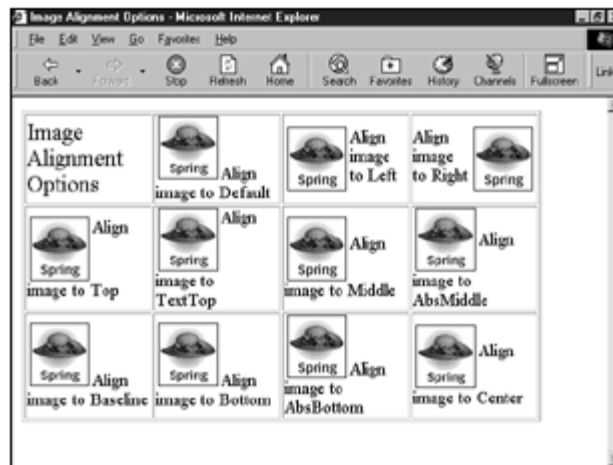 Image Alignment Options - Microsoft Internet Explorer
File Edit View Go Favorites Help
Back Forward Stop Refresh Home Search Favorites History Channels Fullscreen
Image
Alignment
Options
Spring Align
image to Default
Spring
Align
image
to Left
Align
image
to Right
Spring
Align
Spring
image to Top
Align
Spring
image to
TextTop
Align
Spring
image to Middle
Align
Spring
image to
AbsMiddle
Spring Align
image to Baseline
Spring Align
image to Bottom
Align
Spring
image to
AbsBottom
Align
Spring
image to Center